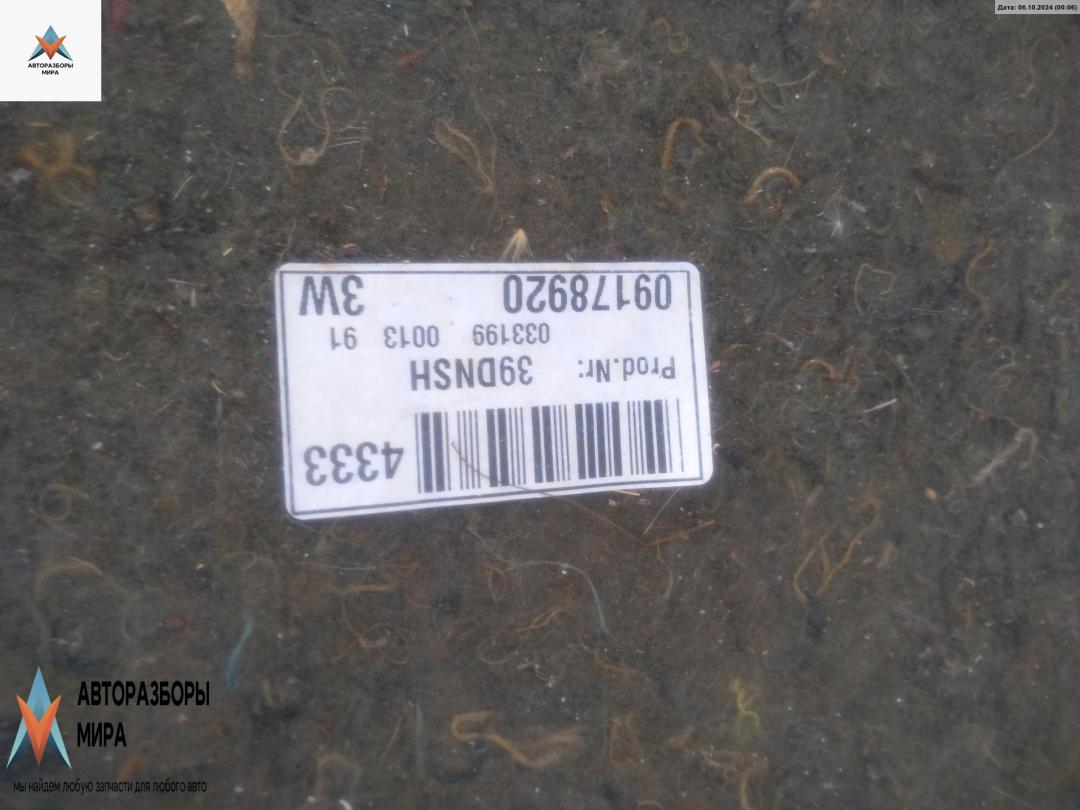 Дата: 06.10.2024 (00:06)
АВТОРАЗБОРЫ
МИРА
4333
Prod.Nr: 39DNSH
033199 0013 91
09178920 3W
АВТОРАЗБОРЫ
МИРА
мы найдем любую запчасти для любого авто